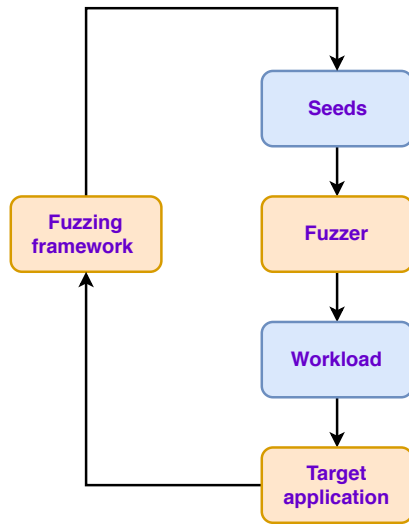 Seeds
Fuzzing
framework
Fuzzer
Workload
Target
application